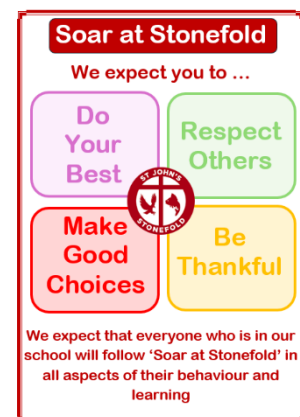 Soar at Stonefold
We expect you to ...
Do
Your
Best
Respect
Others
ST JOHN'S
STONEFOLD
Make
Good
Choices
Be
Thankful
We expect that everyone who is in our
school will follow 'Soar at Stonefold' in
all aspects of their behaviour and
learning